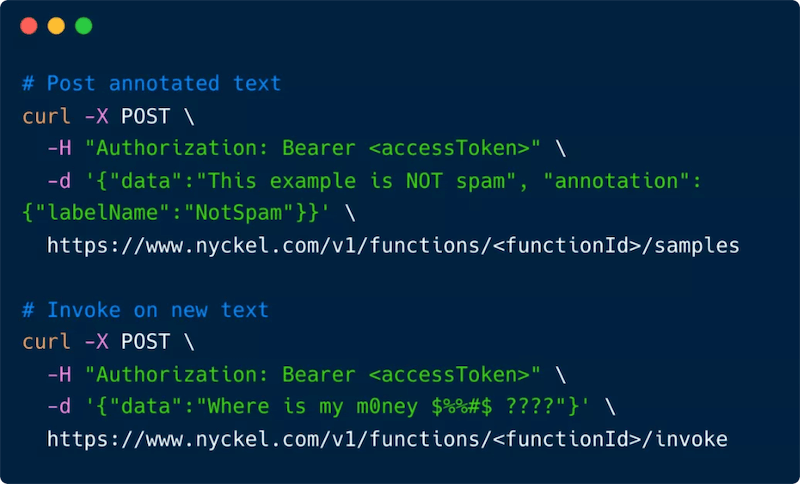 # Post annotated text
curl -X POST \
-H "Authorization: Bearer <accessToken>" \
-d '{"data":"This example is NOT spam", "annotation":
{"labelName":"NotSpam"}}' \
https://www.nyckel.com/v1/functions/<functionId>/samples
# Invoke on new text
curl -X POST \
-H "Authorization: Bearer <accessToken>" \
-d '{"data":"Where is my m0ney $%%#$ ????"}' \
https://www.nyckel.com/v1/functions/<functionId>/invoke